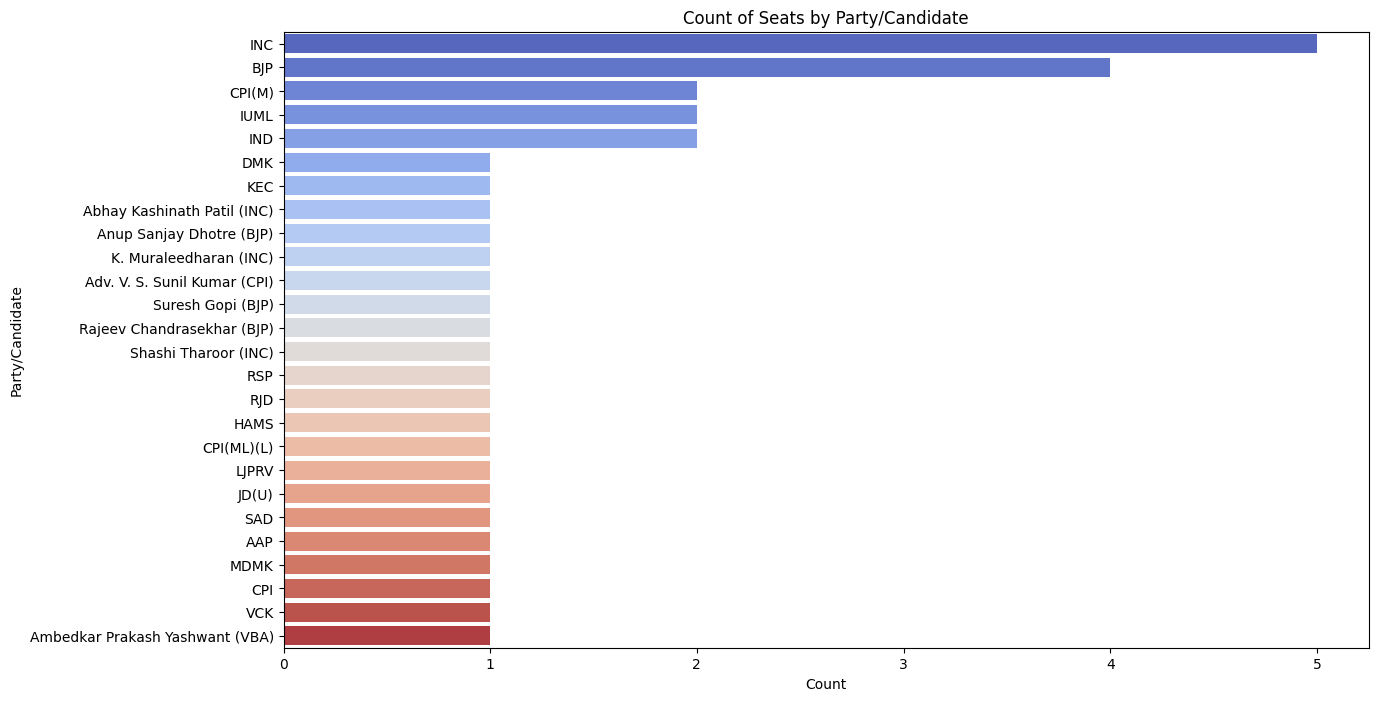 Count of Seats by Party/Candidate
INC
BJP
CPI(M)
IUML
IND
DMK
KEC
Abhay Kashinath Patil (INC)
Anup Sanjay Dhotre (BJP)
K. Muraleedharan (INC)
Adv. V. S. Sunil Kumar (CPI)
Suresh Gopi (BJP)
Rajeev Chandrasekhar (BJP)
Shashi Tharoor (INC)
RSP
RJD
HAMS
CPI(ML)(L)
LJPRV
JD(U)
SAD
AAP
MDMK
CPI
VCK
Ambedkar Prakash Yashwant (VBA)
Party/Candidate
0 1 2 3 4 5
Count